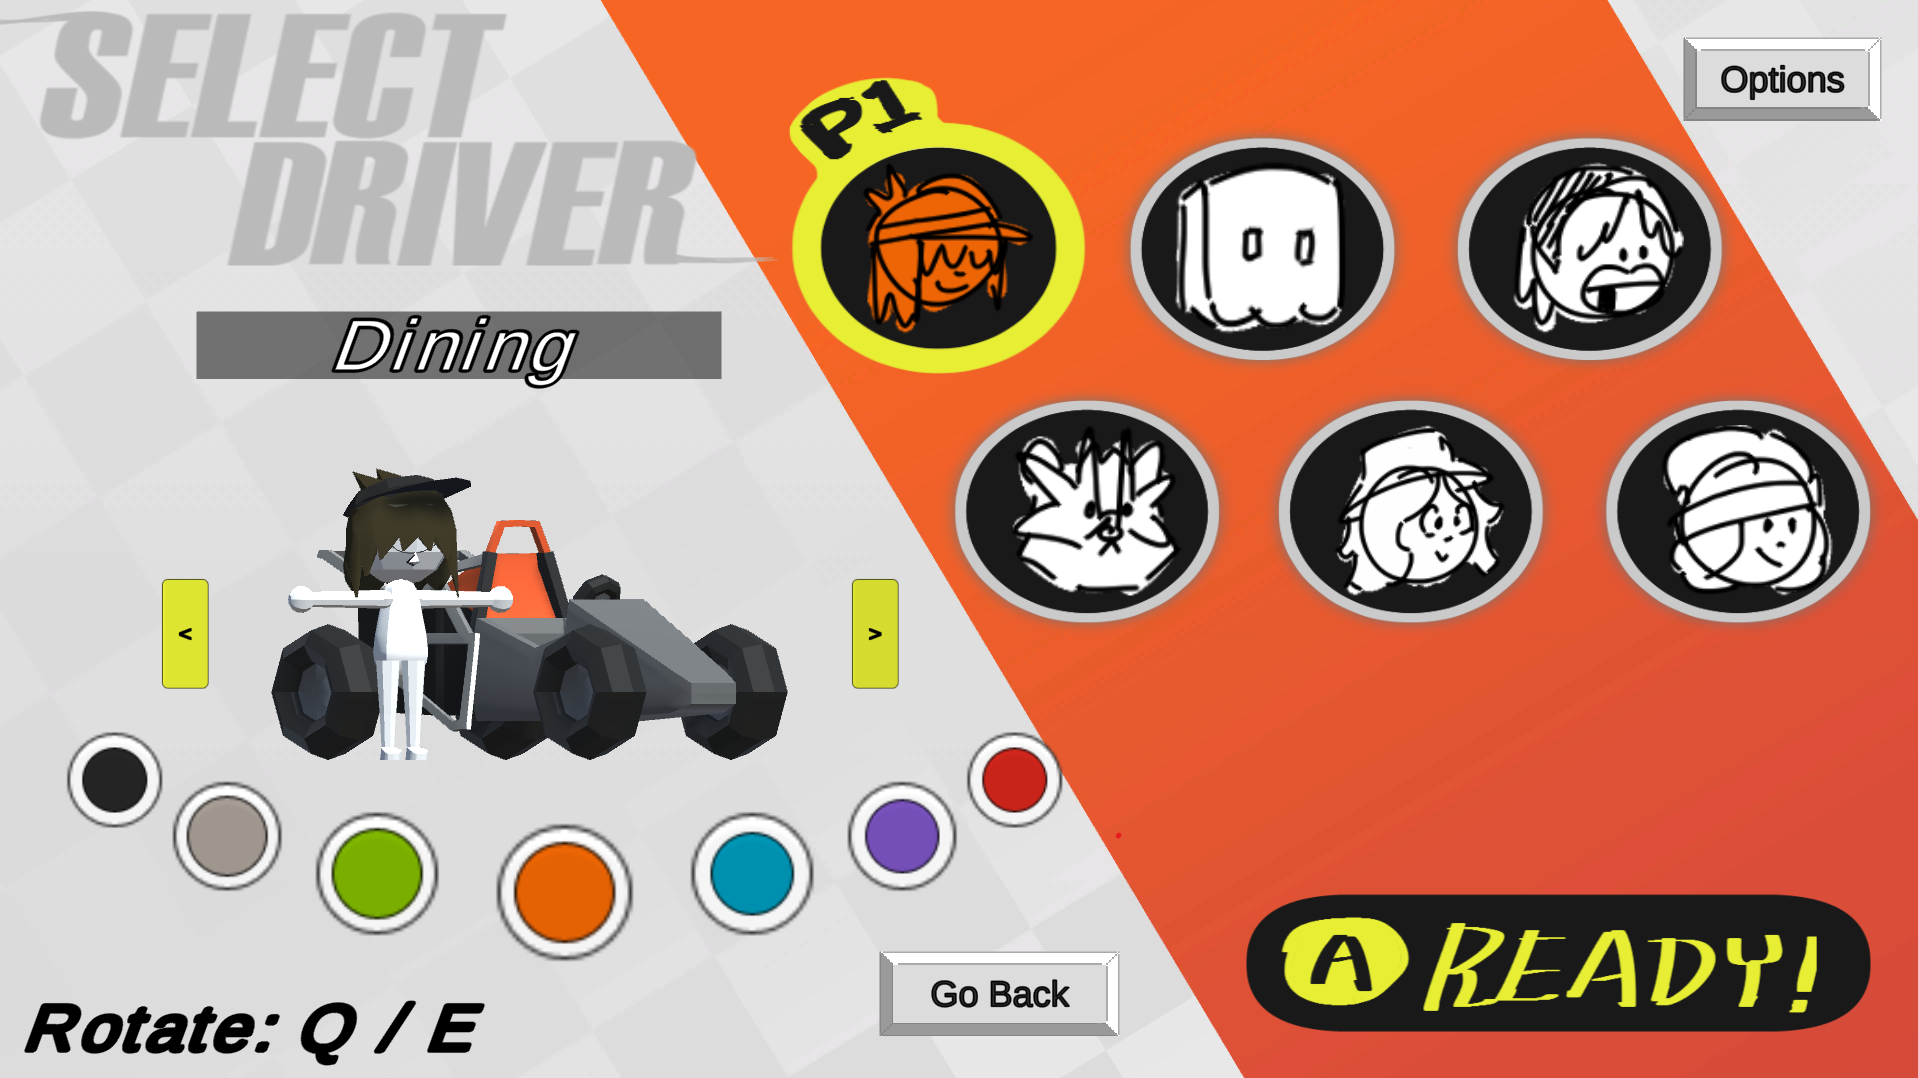 SELECT
DRIVER
Options
P1
Dining
<
>
Go Back
A READY!
Rotate: Q / E